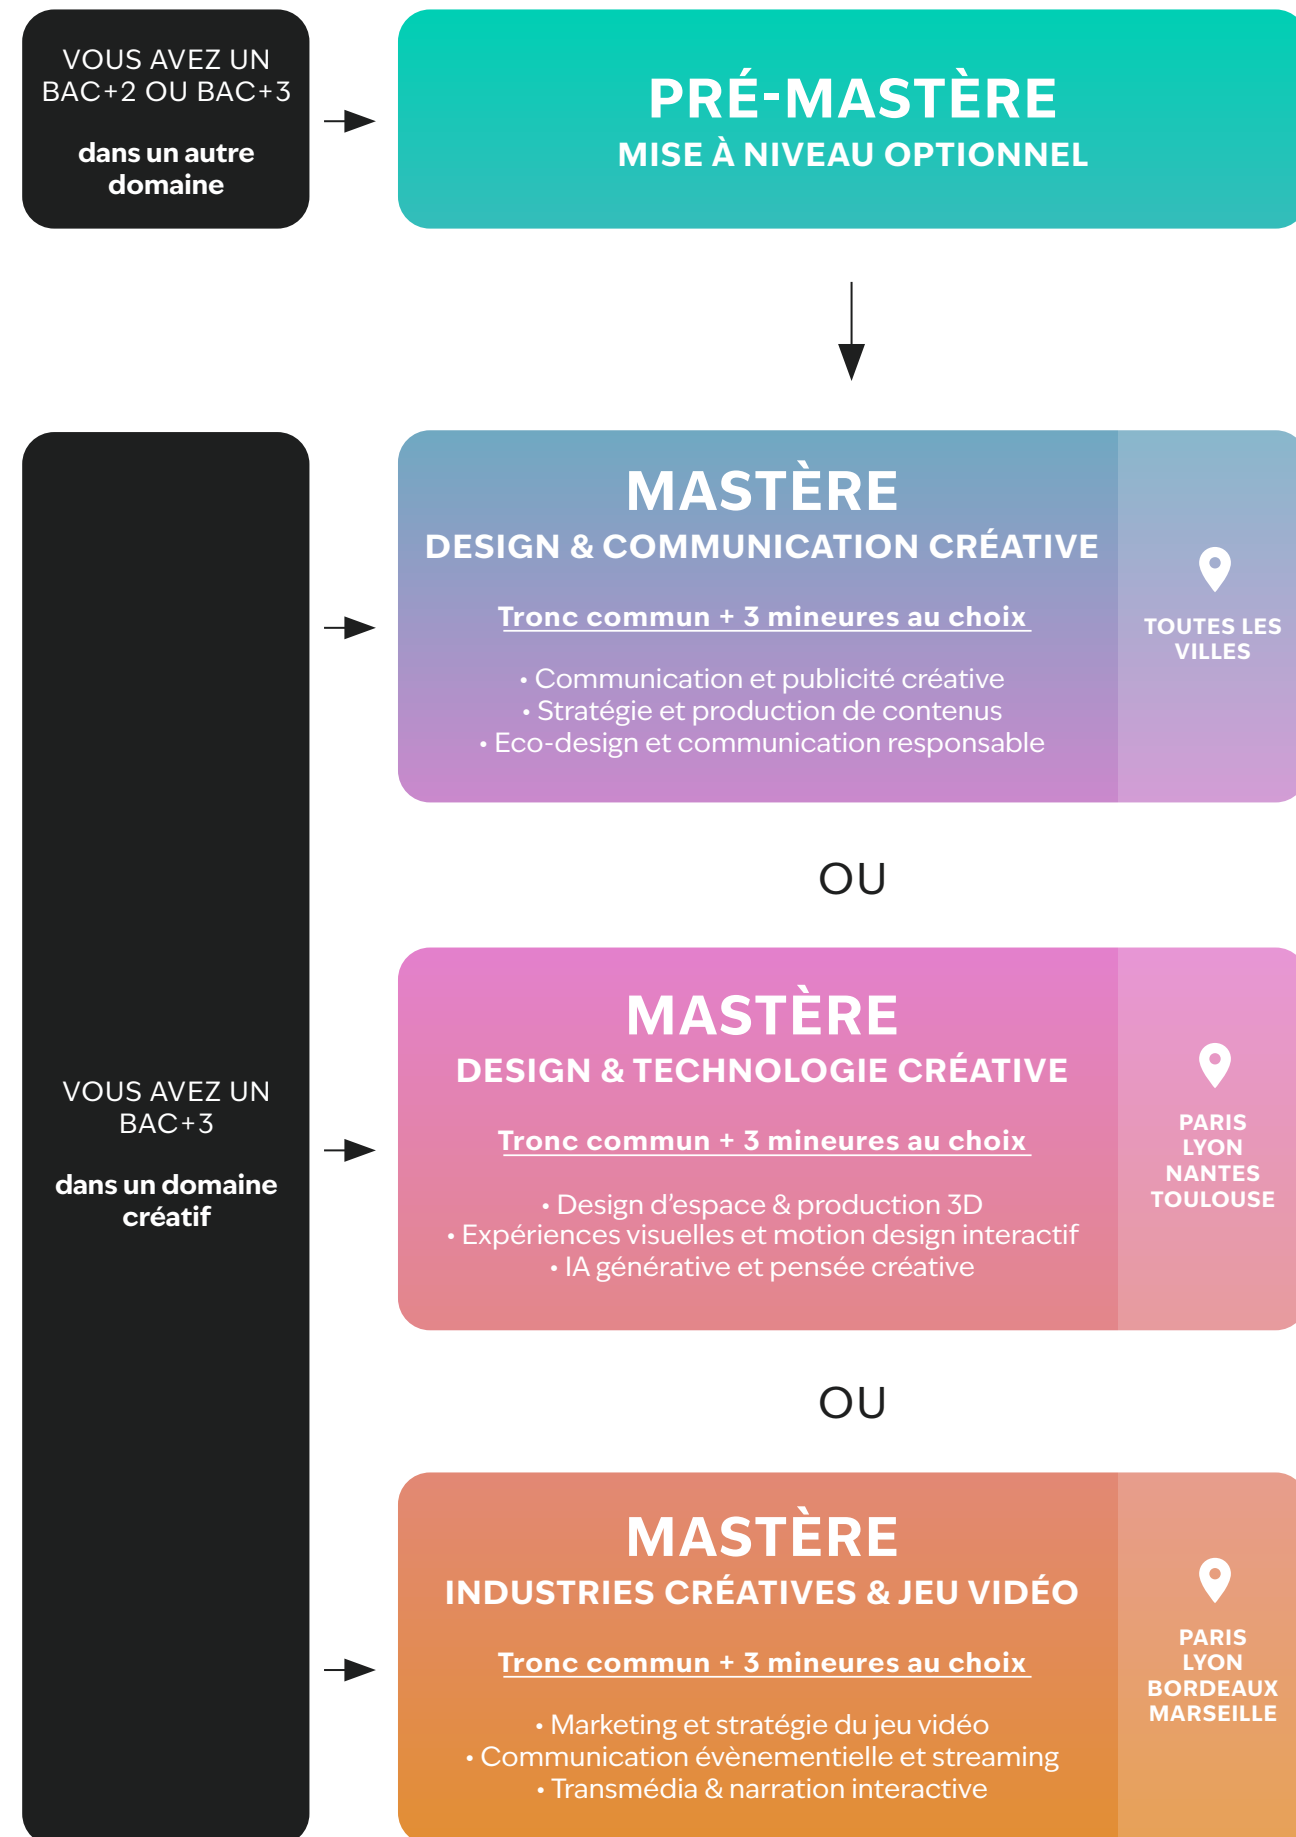 VOUS AVEZ UN
BAC+2 OU BAC+3
dans un autre
domaine
PRÉ-MASTÈRE
MISE À NIVEAU OPTIONNEL
VOUS AVEZ UN
BAC+3
dans un domaine
créatif
MASTÈRE
DESIGN & COMMUNICATION CRÉATIVE
Tronc commun + 3 mineures au choix
• Communication et publicité créative
• Stratégie et production de contenus
• Eco-design et communication responsable
TOUTES LES
VILLES
OU
MASTÈRE
DESIGN & TECHNOLOGIE CRÉATIVE
Tronc commun + 3 mineures au choix
• Design d'espace & production 3D
• Expériences visuelles et motion design interactif
• IA générative et pensée créative
PARIS
LYON
NANTES
TOULOUSE
OU
MASTÈRE
INDUSTRIES CRÉATIVES & JEU VIDÉO
Tronc commun + 3 mineures au choix
• Marketing et stratégie du jeu vidéo
• Communication évènementielle et streaming
• Transmédia & narration interactive
PARIS
LYON
BORDEAUX
MARSEILLE